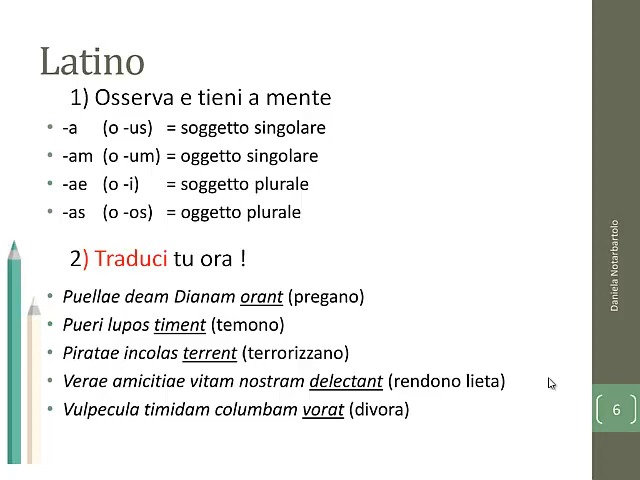 Latino
1) Osserva e tieni a mente
• -a (o -us) = soggetto singolare
• -am (o -um) = oggetto singolare
• -ae (o -i) = soggetto plurale
• -as (o -os) = oggetto plurale
2) Traduci tu ora !
• Puellae deam Dianam orant (pregano)
• Pueri lupos timent (temono)
• Piratae incolas terrent (terrorizzano)
• Verae amicitiae vitam nostram delectant (rendono lieta)
• Vulpecula timidam columbam vorat (divora)
Daniela Notarbartolo
6